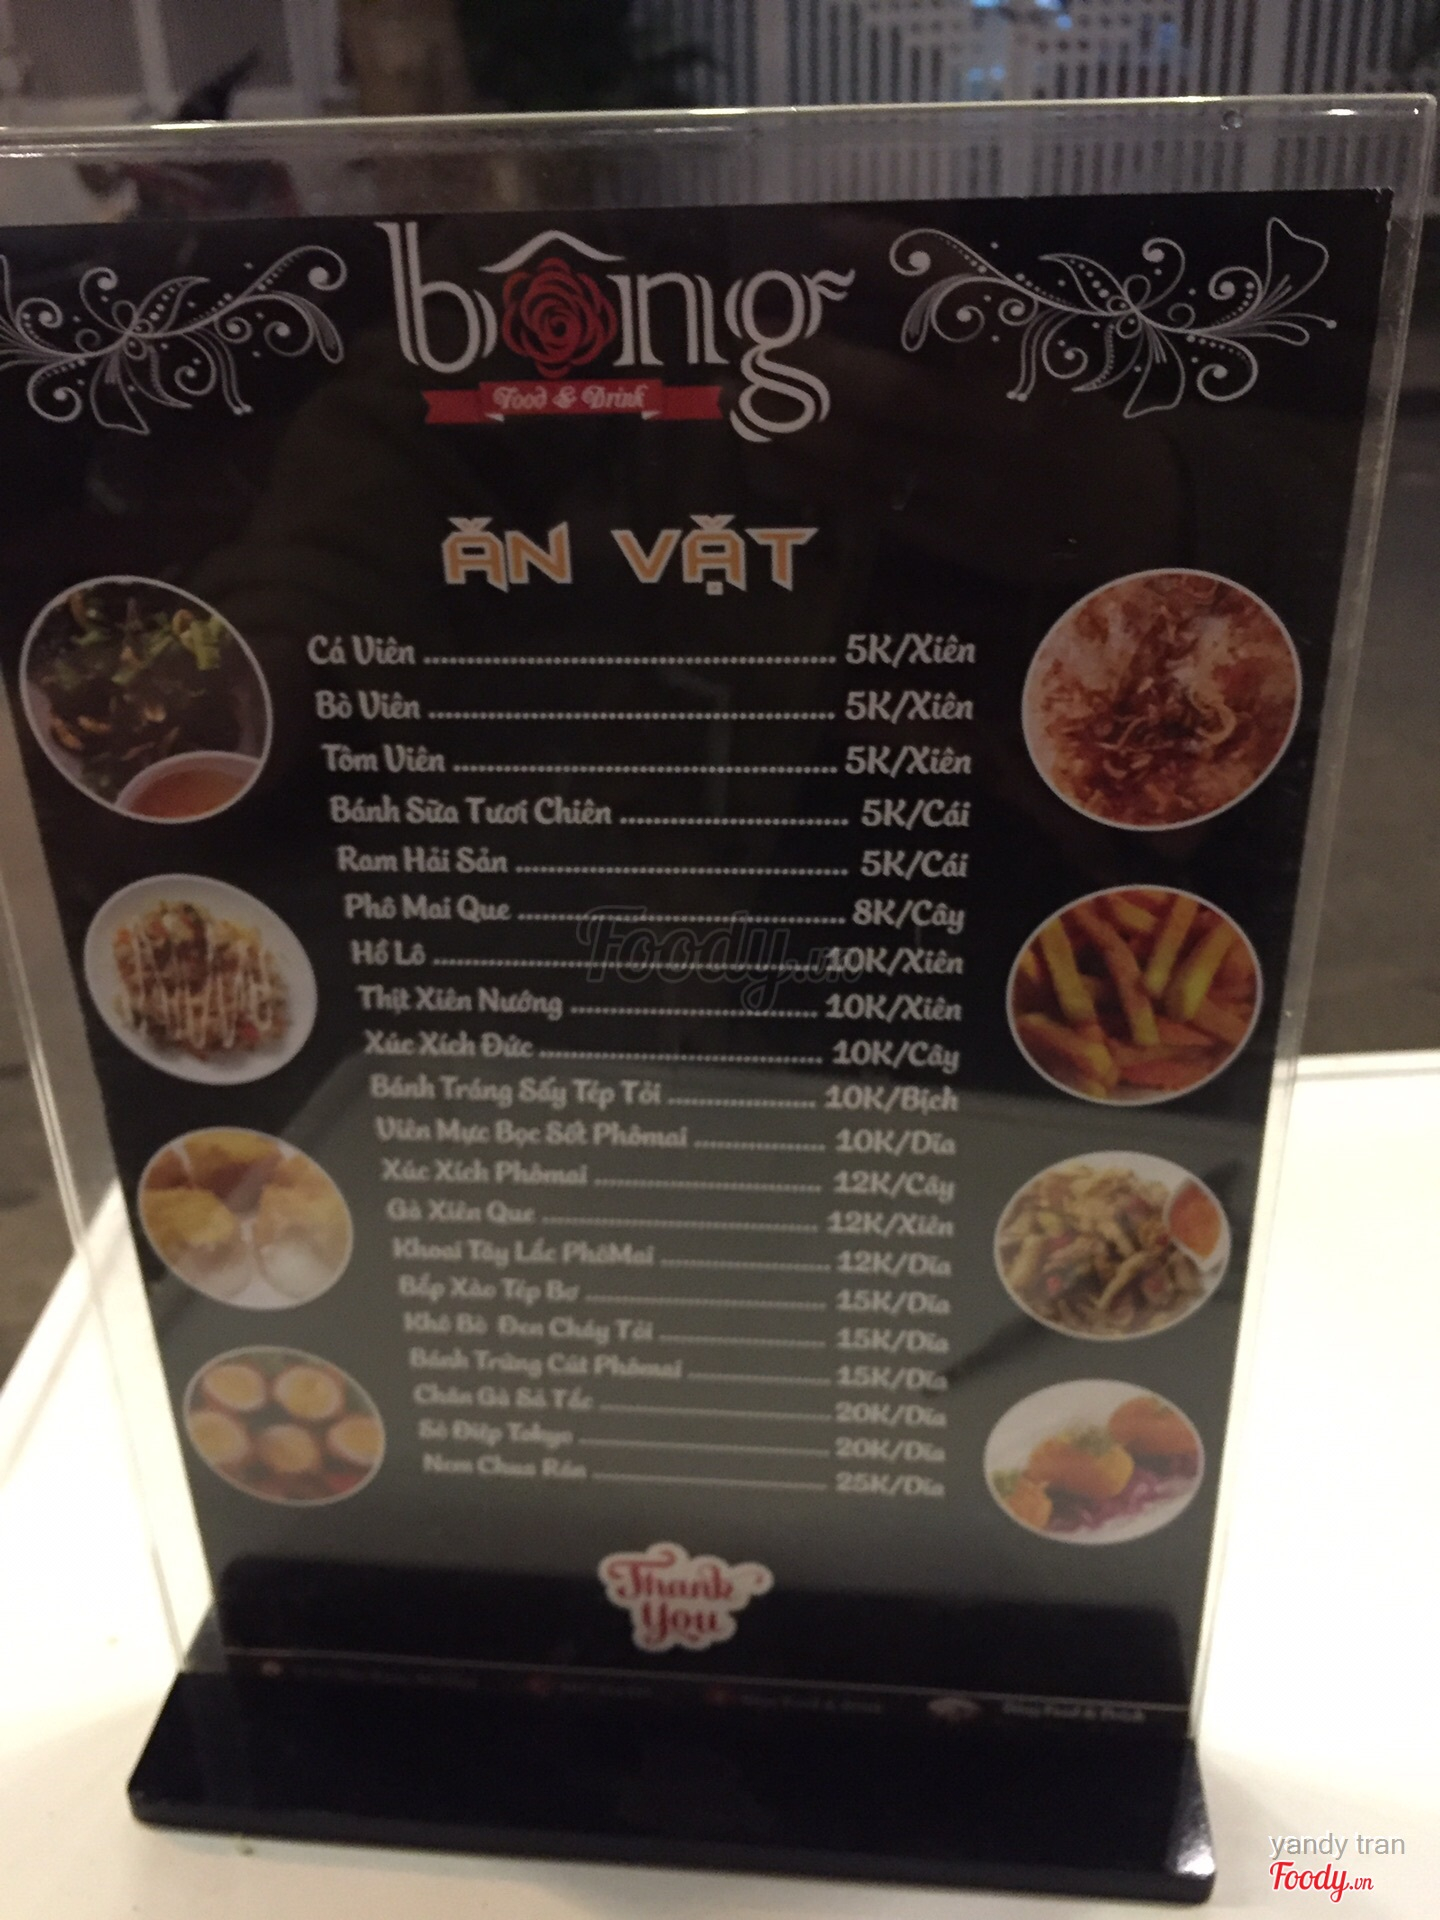 bông
Food & Drink
ĂN VẶT
Cá Viên ........ 5K/Xiên
Bò Viên ........ 5K/Xiên
Tôm Viên ........ 5K/Xiên
Bánh Sữa Tươi Chiên ........ 5K/Cái
Ram Hải Sản ........ 5K/Cái
Phô Mai Que ........ 8K/Cây
Hồ Lô ........ 10K/Xiên
Thịt Xiên Nướng ........ 10K/Xiên
Xúc Xích Đức ........ 10K/Cây
Bánh Tráng Sấy Tép Tỏi ........ 10K/Bịch
Viên Mực Bọc Sốt Phômai ........ 10K/Dĩa
Xúc Xích Phômai ........ 12K/Cây
Gà Xiên Que ........ 12K/Xiên
Khoai Tây Lắc PhôMai ........ 12K/Dĩa
Bắp Xào Tép Bơ ........ 15K/Dĩa
Khô Bò Đen Cháy Tỏi ........ 15K/Dĩa
Bánh Trứng Cút Phômai ........ 15K/Dĩa
Chân Gà Sả Tắc ........ 20K/Dĩa
Sò Điệp Tokyo ........ 20K/Dĩa
Nem Chua Rán ........ 25K/Dĩa
Foody.vn
Thank
You
yandy tran
Foody.vn